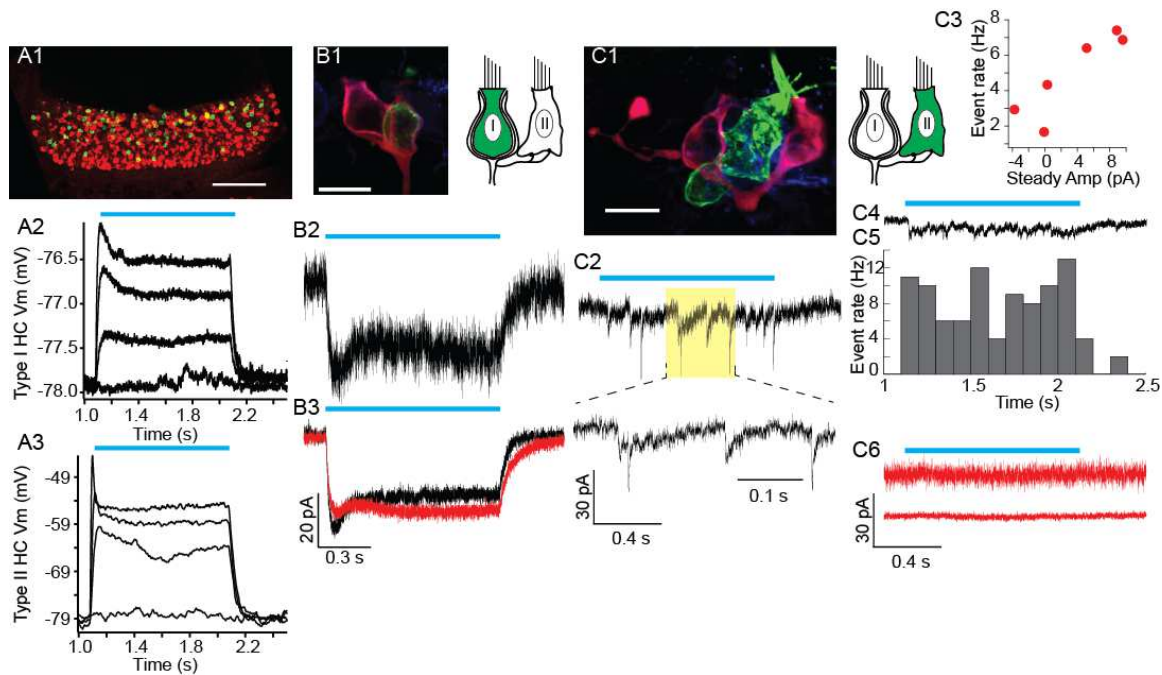 A1
B1
I
II
C1
I
II
C3
Event rate (Hz)
8
6
4
2
-4
0
4
8
Steady Amp (pA)
A2
Type I HC Vm (mV)
-76.5
-77.0
-77.5
-78.0
1.0
1.4
1.8
2.2
Time (s)
A3
Type II HC Vm (mV)
-49
-59
-69
-79
1.0
1.4
1.8
2.2
Time (s)
B2
B3
20 pA
0.3 s
C2
30 pA
0.4 s
0.1 s
C4
C5
Event rate (Hz)
12
8
4
0
1
1.5
2
2.5
Time (s)
C6
30 pA
0.4 s